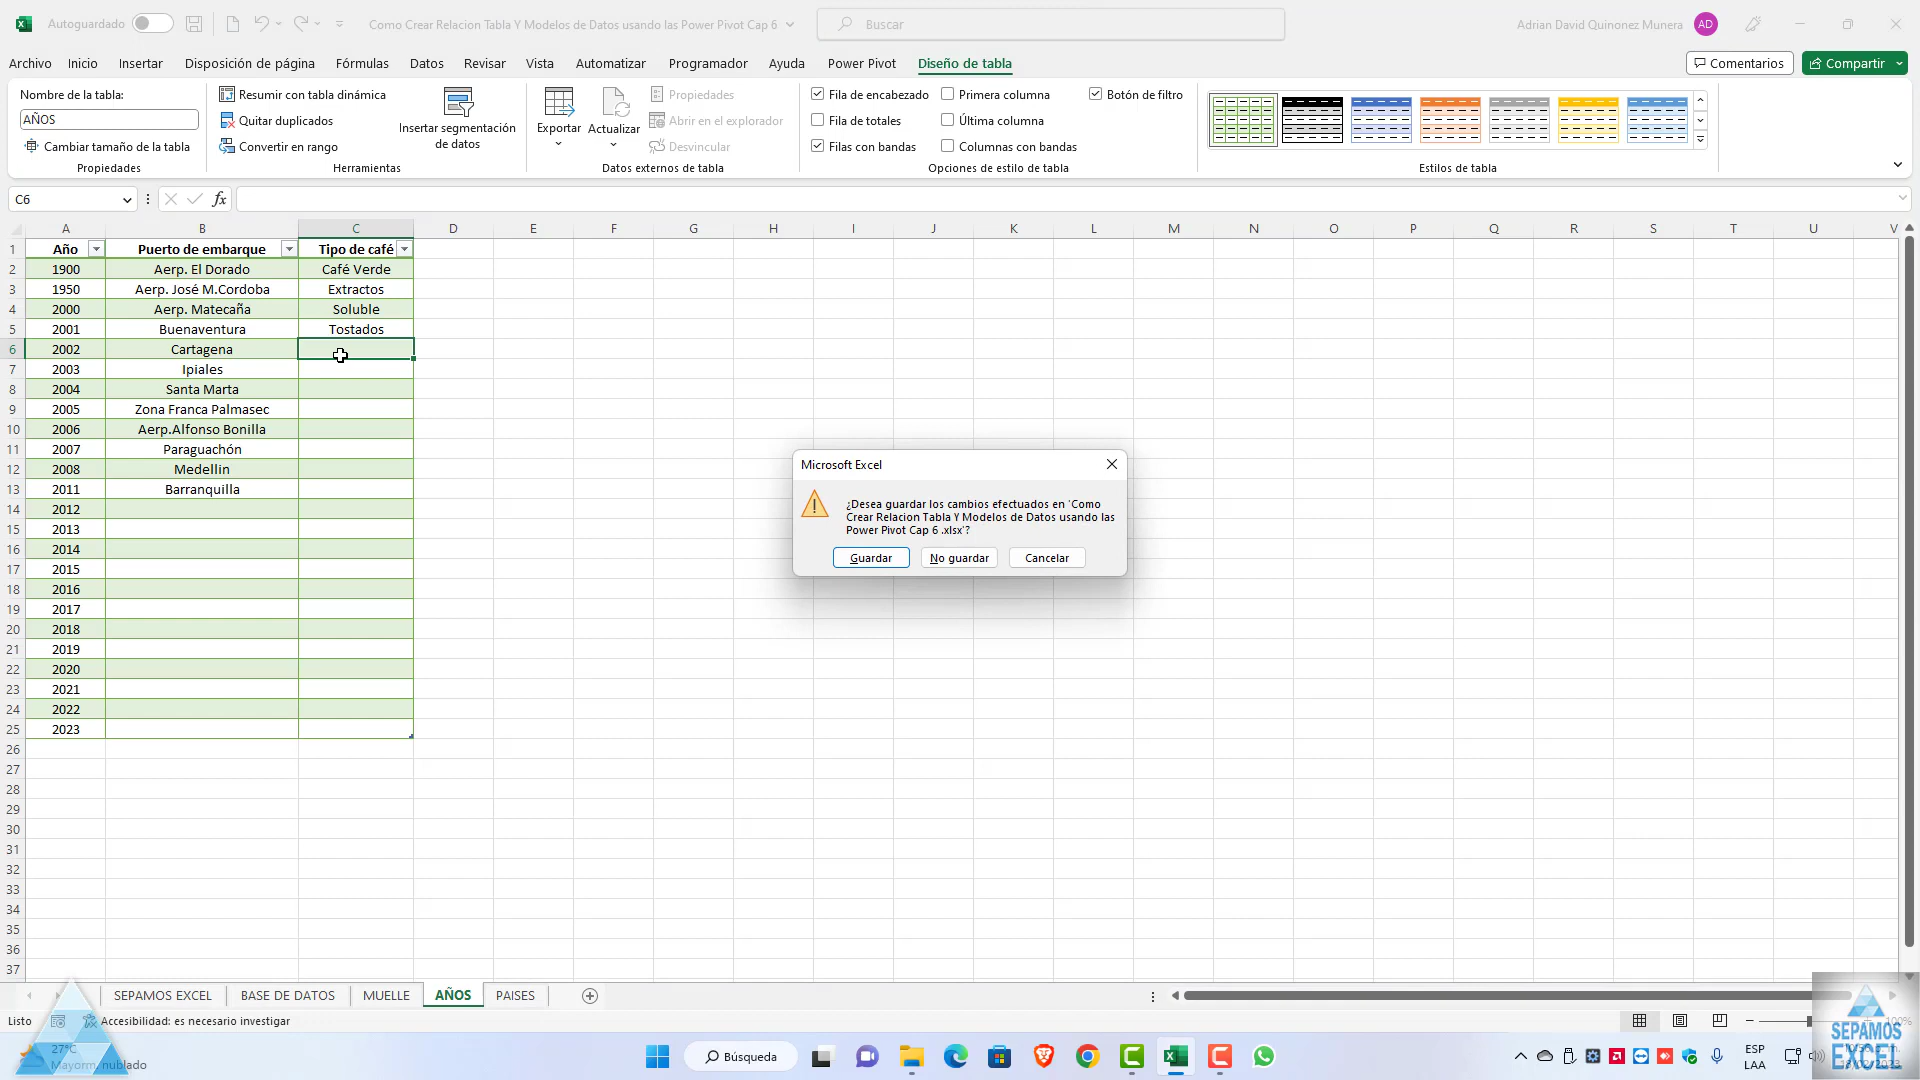 Autoguardado
Como Crear Relacion Tabla Y Modelos de Datos usando las Power Pivot Cap 6
Buscar
Adrian David Quinonez Munera
AD
Archivo Inicio Insertar Disposición de página Fórmulas Datos Revisar Vista Automatizar Programador Ayuda Power Pivot Diseño de tabla
Comentarios
Compartir
Nombre de la tabla:
AÑOS
Cambiar tamaño de la tabla
Propiedades
Resumir con tabla dinámica
Quitar duplicados
Convertir en rango
Herramientas
Insertar segmentación
de datos
Exportar
Actualizar
Propiedades
Abrir en el explorador
Desvincular
Datos externos de tabla
Fila de encabezado
Primera columna
Botón de filtro
Fila de totales
Última columna
Filas con bandas
Columnas con bandas
Opciones de estilo de tabla
Estilos de tabla
C6
fx
A B C D E F G H I J K L M N O P Q R S T U V
1 Año Puerto de embarque Tipo de café
2 1900 Aerp. El Dorado Café Verde
3 1950 Aerp. José M.Cordoba Extractos
4 2000 Aerp. Matecaña Soluble
5 2001 Buenaventura Tostados
6 2002 Cartagena
7 2003 Ipiales
8 2004 Santa Marta
9 2005 Zona Franca Palmasec
10 2006 Aerp.Alfonso Bonilla
11 2007 Paraguachón
12 2008 Medellin
13 2011 Barranquilla
14 2012
15 2013
16 2014
17 2015
18 2016
19 2017
20 2018
21 2019
22 2020
23 2021
24 2022
25 2023
26
27
28
29
30
31
32
33
34
35
36
37
Microsoft Excel
¿Desea guardar los cambios efectuados en 'Como
Crear Relacion Tabla Y Modelos de Datos usando las
Power Pivot Cap 6 .xlsx'?
Guardar
No guardar
Cancelar
SEPAMOS EXCEL BASE DE DATOS MUELLE AÑOS PAISES
Listo
Accesibilidad: es necesario investigar
27°C
Mayorm. nublado
Búsqueda
ESP
LAA
SEPAMOS
EXCEL